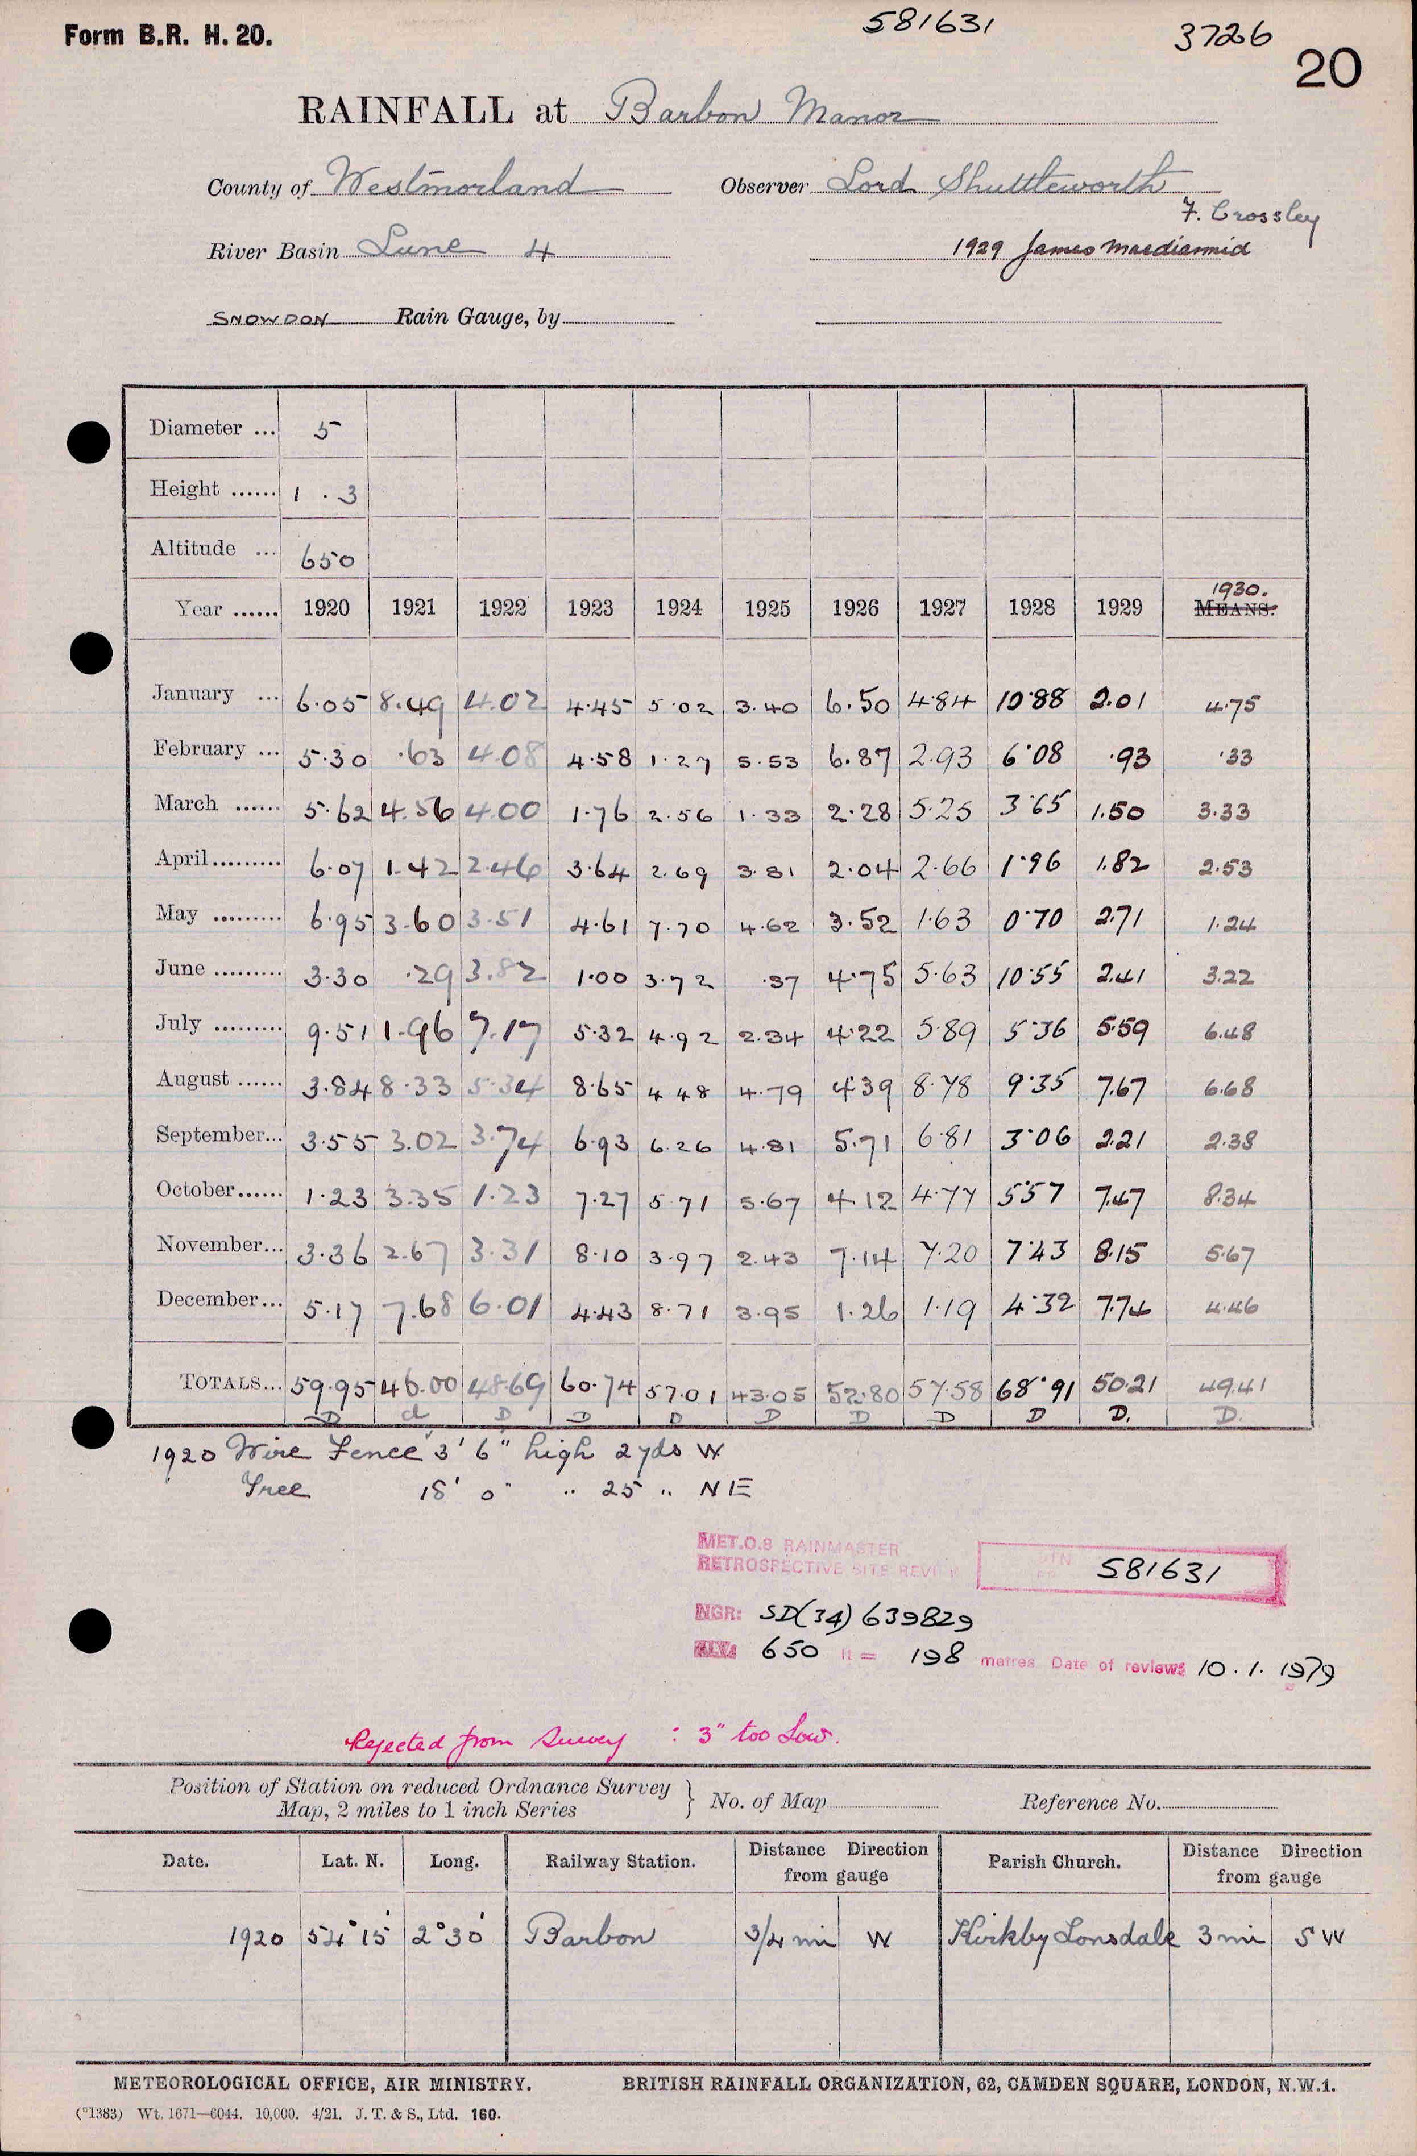 Form B.R. H. 20.
581631
3726
20
RAINFALL at Barbon Manor
County of Westmorland Observer Lord Shuttleworth
F. Crossley
River Basin Lune 4 1929 James Macdiarmid
SNOWDON Rain Gauge, by
Diameter ... 5
Height ...... 1 . 3
Altitude ... 650
1930.
Year ...... 1920 1921 1922 1923 1924 1925 1926 1927 1928 1929 MEANS.
January ... 6.05 8.49 4.02 4.45 5.02 3.40 6.50 4.84 10.88 2.01 4.75
February ... 5.30 .63 4.08 4.58 1.27 5.53 6.87 2.93 6.08 .93 .33
March ...... 5.62 4.56 4.00 1.76 2.56 1.33 2.28 5.25 3.65 1.50 3.33
April ......... 6.07 1.42 2.46 3.64 2.69 3.81 2.04 2.66 1.96 1.82 2.53
May ......... 6.95 3.60 3.51 4.61 7.70 4.62 3.52 1.63 0.70 2.71 1.24
June ......... 3.30 .29 3.82 1.00 3.72 .37 4.75 5.63 10.55 2.41 3.22
July ......... 9.51 1.96 7.17 5.32 4.92 2.34 4.22 5.89 5.36 5.59 6.48
August ...... 3.84 8.33 5.34 8.65 4.48 4.79 4.39 8.78 9.35 7.67 6.68
September... 3.55 3.02 3.74 6.93 6.26 4.81 5.71 6.81 3.06 2.21 2.38
October...... 1.23 3.35 1.23 7.27 5.71 5.67 4.12 4.77 5.57 7.47 8.34
November... 3.36 2.67 3.31 8.10 3.97 2.43 7.14 7.20 7.43 8.15 5.67
December... 5.17 7.68 6.01 4.43 8.71 3.95 1.26 1.19 4.32 7.74 4.46
TOTALS... 59.95 46.00 48.69 60.74 57.01 43.05 52.80 57.58 68.91 50.21 49.41
D d D D D D D D D D. D.
1920 Wire Fence 3' 6" high 2 yds W
Tree 18' 0" " 25 " NE
MET.O.8 RAINMASTER
RETROSPECTIVE SITE REVIEW
STN
581631
NGR: SD(34) 639829
ELV: 650 ft = 198 metres Date of review: 10.1.1979
Rejected from Survey : 3" too Low.
Position of Station on reduced Ordnance Survey
Map, 2 miles to 1 inch Series } No. of Map Reference No.
Date. Lat. N. Long. Railway Station. Distance Direction from gauge Parish Church. Distance Direction from gauge
1920 54°15' 2°30' Barbon 3/4 mi W Kirkby Lonsdale 3 mi S W
METEOROLOGICAL OFFICE, AIR MINISTRY. BRITISH RAINFALL ORGANIZATION, 62, CAMDEN SQUARE, LONDON, N.W.1.
(*1383) Wt. 1671—6044. 10,000. 4/21. J. T. & S., Ltd. 160.